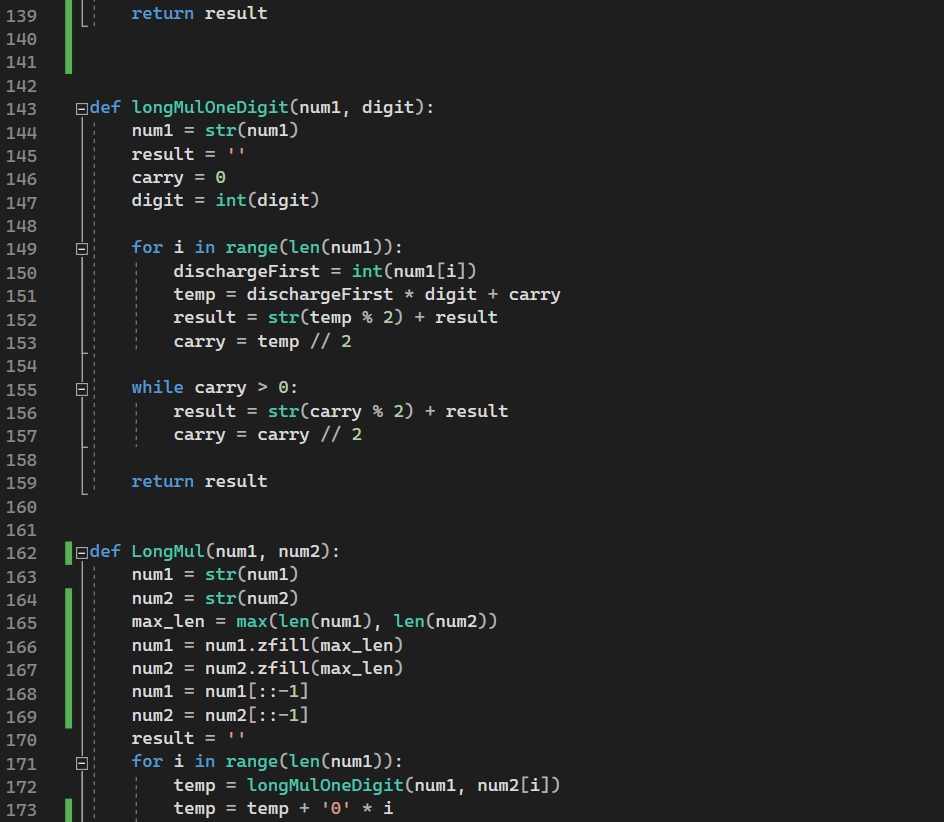 139 return result
140
141
142
143 def longMulOneDigit(num1, digit):
144     num1 = str(num1)
145     result = ''
146     carry = 0
147     digit = int(digit)
148
149     for i in range(len(num1)):
150         dischargeFirst = int(num1[i])
151         temp = dischargeFirst * digit + carry
152         result = str(temp % 2) + result
153         carry = temp // 2
154
155     while carry > 0:
156         result = str(carry % 2) + result
157         carry = carry // 2
158
159     return result
160
161
162 def LongMul(num1, num2):
163     num1 = str(num1)
164     num2 = str(num2)
165     max_len = max(len(num1), len(num2))
166     num1 = num1.zfill(max_len)
167     num2 = num2.zfill(max_len)
168     num1 = num1[::-1]
169     num2 = num2[::-1]
170     result = ''
171     for i in range(len(num1)):
172         temp = longMulOneDigit(num1, num2[i])
173         temp = temp + '0' * i